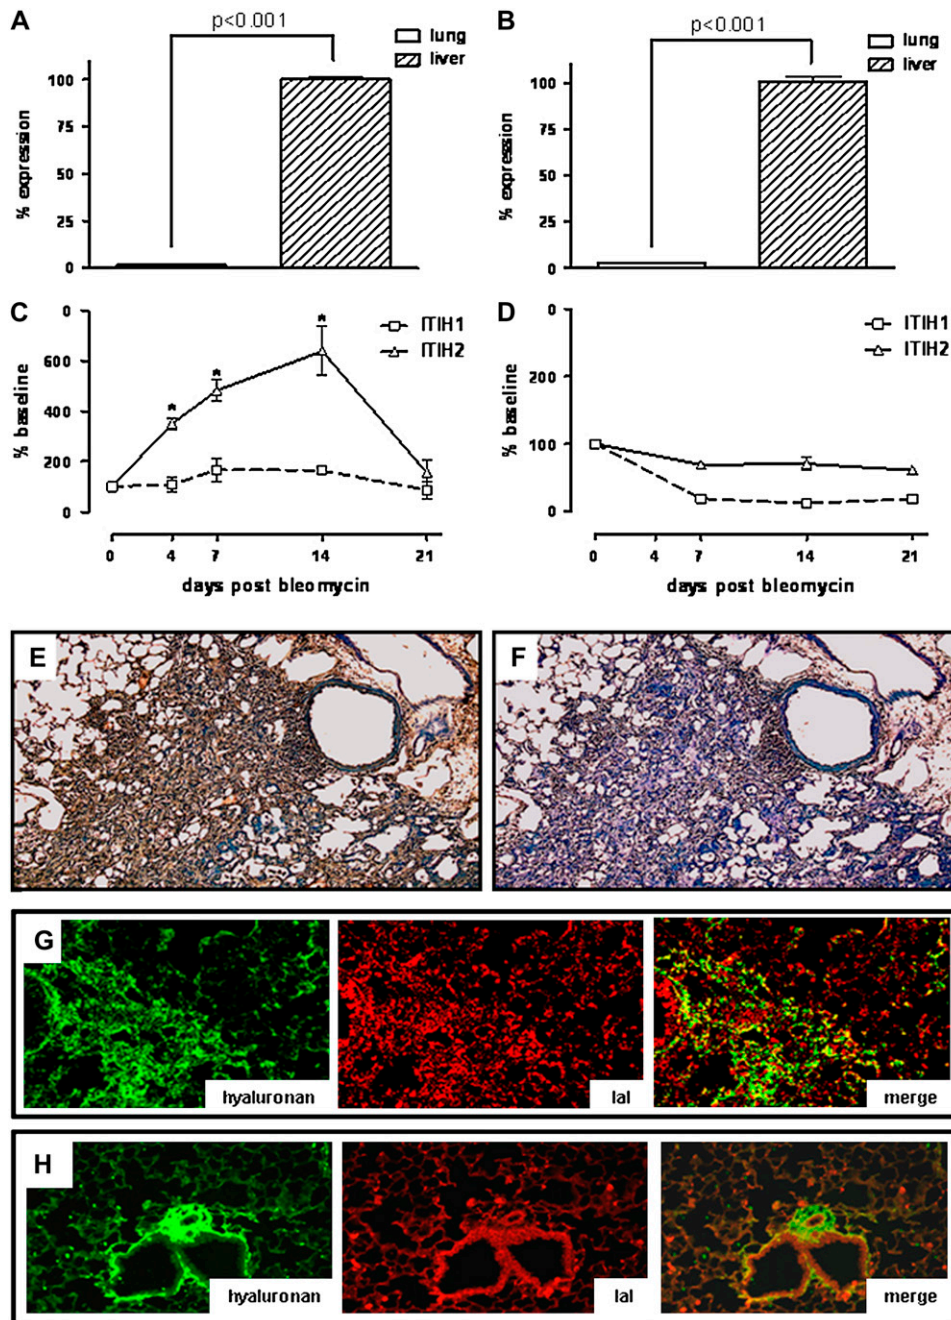 A
p<0.001
lung
liver
% expression
100
75
50
25
0
B
p<0.001
lung
liver
% expression
100
75
50
25
0
C
ITIH1
ITIH2
% baseline
0
600
400
200
0
* * *
0 4 7 14 21
days post bleomycin
D
ITIH1
ITIH2
% baseline
0
200
100
0
0 4 7 14 21
days post bleomycin
E
F
G
hyaluronan
IaI
merge
H
hyaluronan
IaI
merge